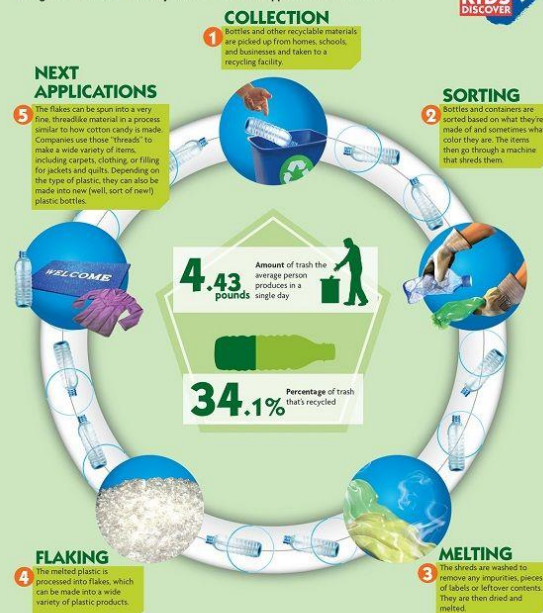 KIDS
DISCOVER
COLLECTION
1
Bottles and other recyclable materials
are picked up from homes, schools,
and businesses and taken to a
recycling facility.
SORTING
2
Bottles and containers are
sorted based on what they're
made of and sometimes wha
color they are. The items
then go through a machine
that shreds them.
MELTING
3
The shreds are washed to
remove any impurities, pieces
of labels or leftover contents.
They are then dried and
melted.
FLAKING
4
The melted plastic is
processed into flakes, which
can be made into a wide
variety of plastic products.
NEXT
APPLICATIONS
5
The flakes can be spun into a very
fine, threadlike material in a process
similar to how cotton candy is made.
Companies use those "threads" to
make a wide variety of items,
including carpets, clothing, or filling
for jackets and quilts. Depending on
the type of plastic, they can also be
made into new (well, sort of new!)
plastic bottles.
WELCOME
4.43
pounds
Amount of trash the
average person
produces in a
single day
34.1%
Percentage of trash
that's recycled